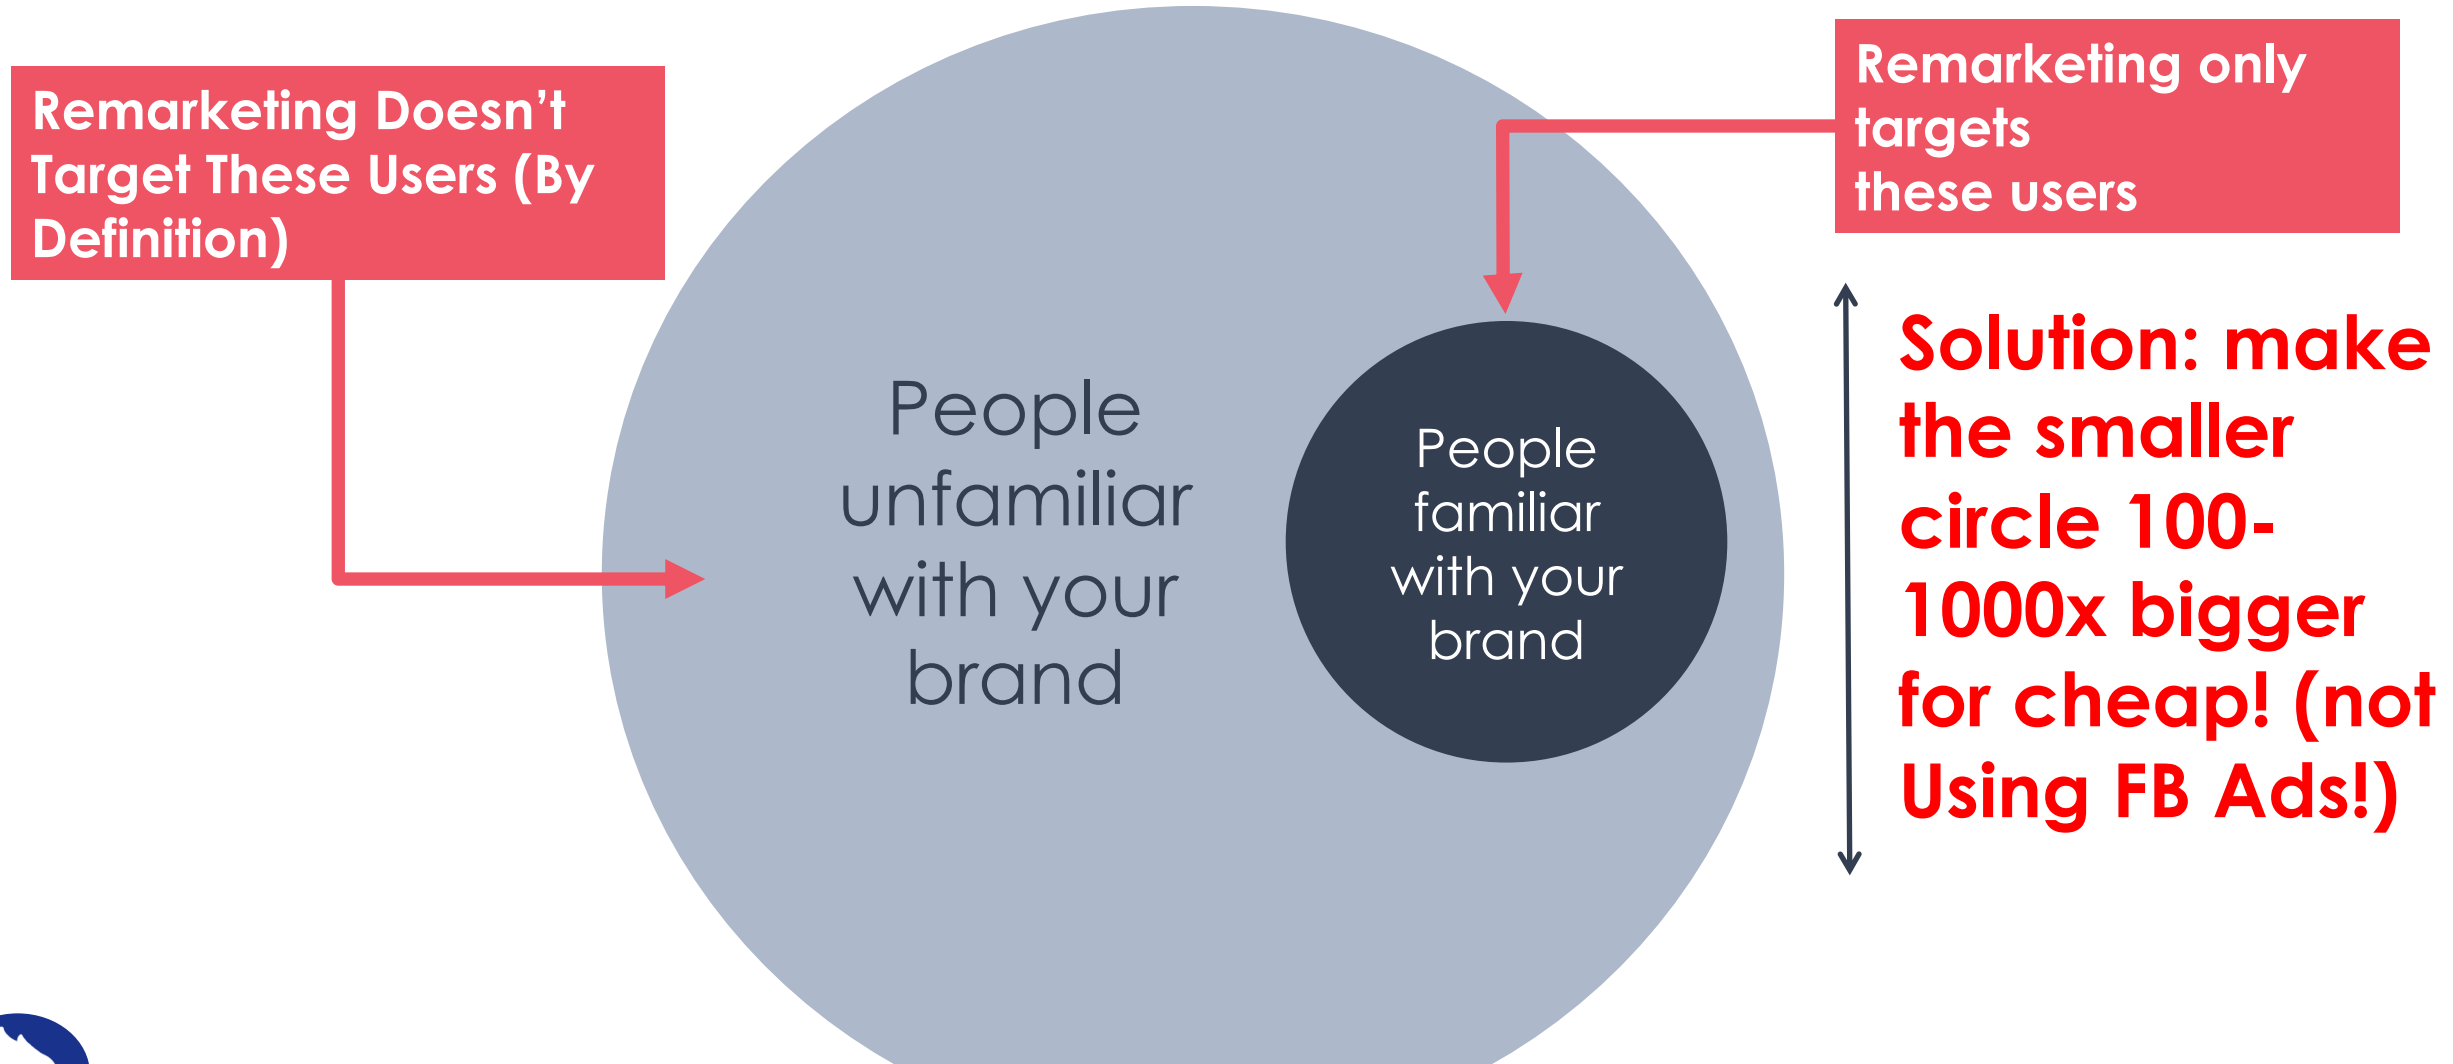 Remarketing Doesn’t
Target These Users (By
Definition)
Remarketing only
targets
these users
People
unfamiliar
with your
brand
People
familiar
with your
brand
Solution: make
the smaller
circle 100-
1000x bigger
for cheap! (not
Using FB Ads!)